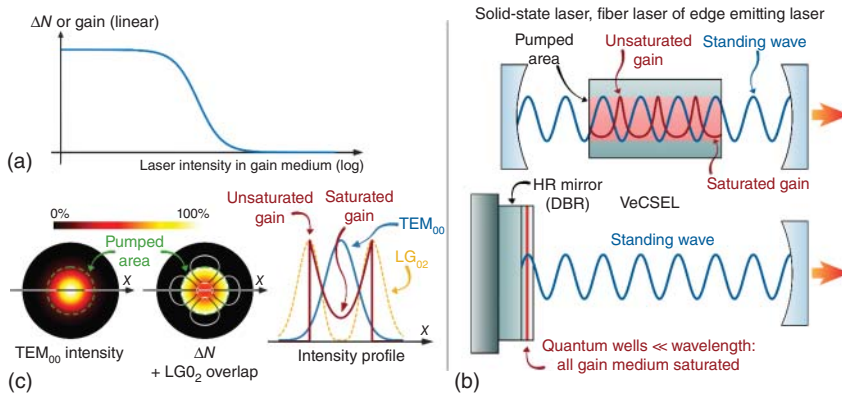 ΔN or gain (linear)
(a)
Laser intensity in gain medium (log)
Solid-state laser, fiber laser of edge emitting laser
Pumped
area
Unsaturated
gain
Standing wave
Saturated gain
HR mirror
(DBR)
VeCSEL
Standing wave
Quantum wells ≪ wavelength:
all gain medium saturated
(b)
0%
100%
Pumped
area
x
TEM₀₀ intensity
x
ΔN
+ LG0₂ overlap
Unsaturated
gain
Saturated
gain
TEM₀₀
LG₀₂
x
Intensity profile
(c)